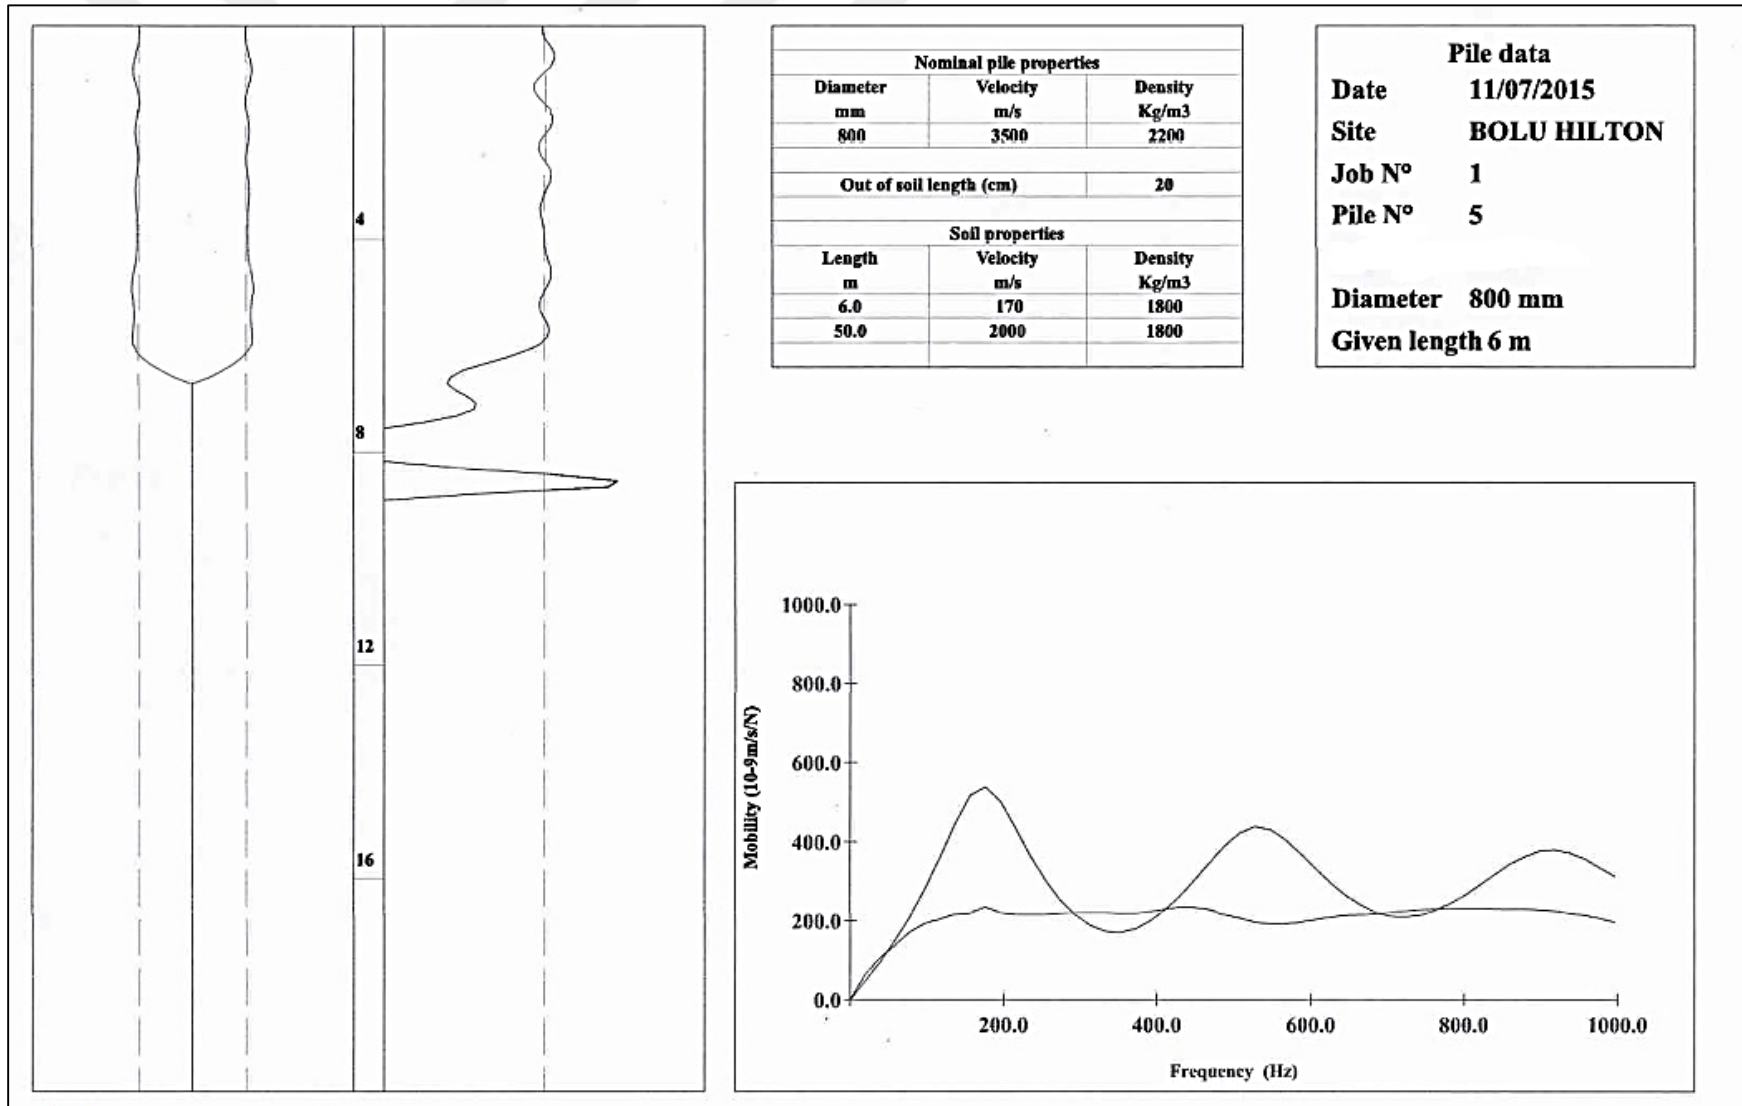 4
8
12
16
Nominal pile properties
Diameter Velocity Density
mm m/s Kg/m3
800 3500 2200
Out of soil length (cm) 20
Soil properties
Length Velocity Density
m m/s Kg/m3
6.0 170 1800
50.0 2000 1800
Pile data
Date 11/07/2015
Site BOLU HILTON
Job N° 1
Pile N° 5
Diameter 800 mm
Given length 6 m
1000.0
800.0
600.0
400.0
200.0
0.0
Mobility (10-9m/s/N)
200.0 400.0 600.0 800.0 1000.0
Frequency (Hz)